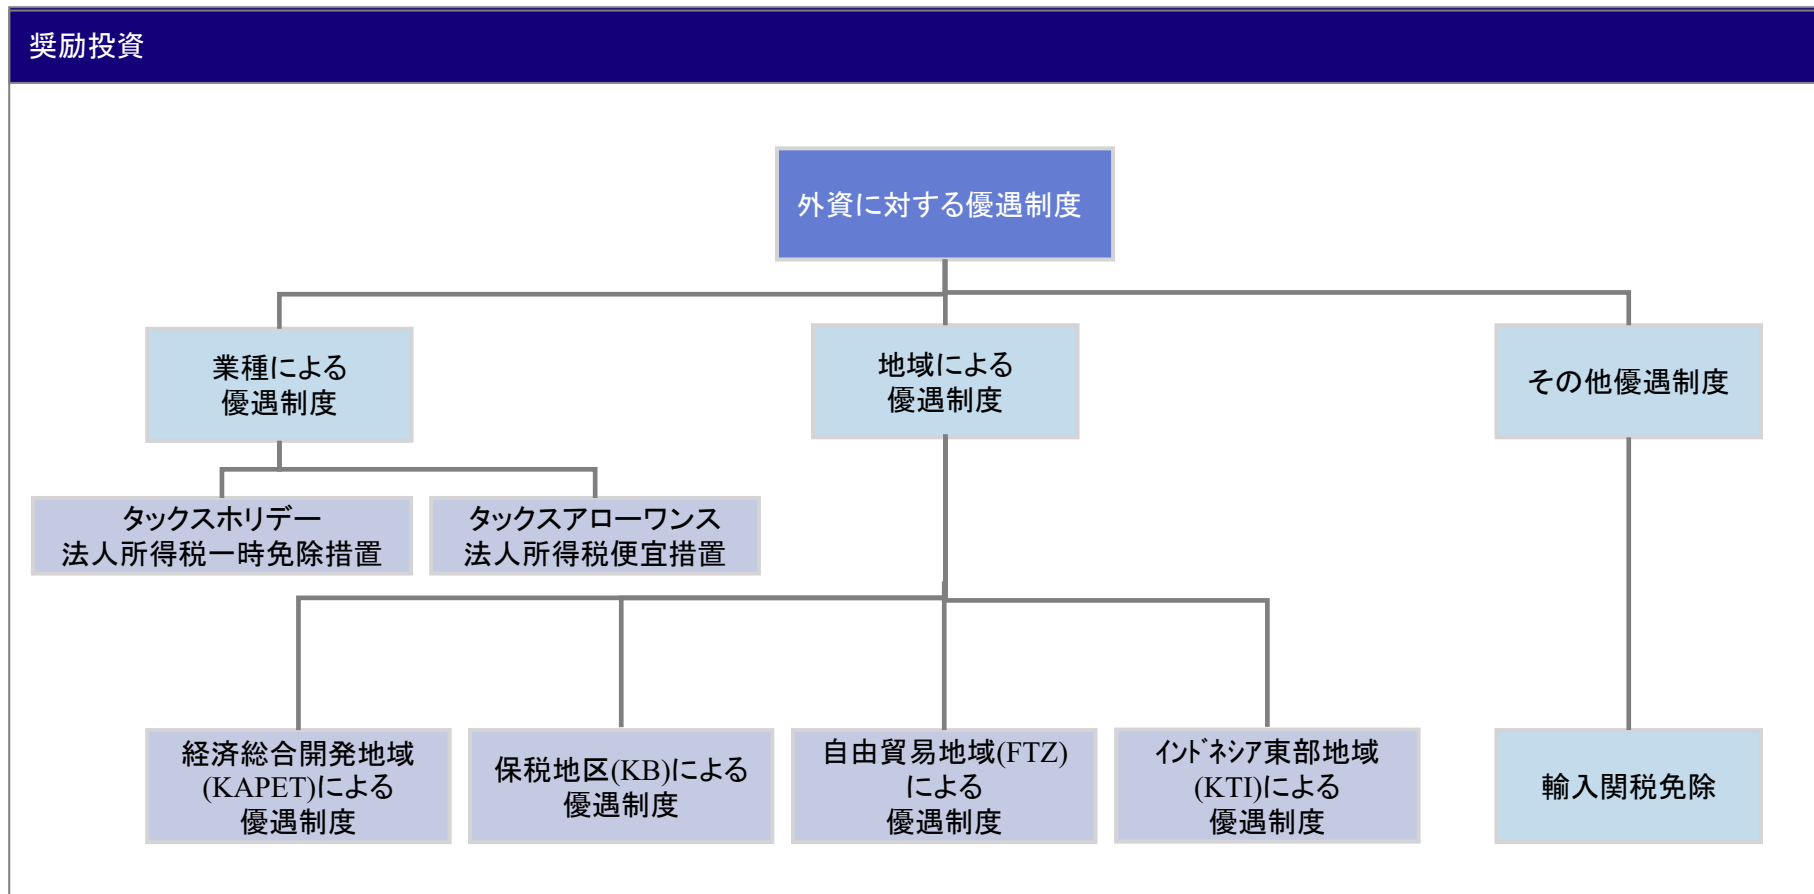 奨励投資
外資に対する優遇制度
業種による
優遇制度
地域による
優遇制度
その他優遇制度
タックスホリデー
法人所得税一時免除措置
タックスアローワンス
法人所得税便宜措置
経済総合開発地域
(KAPET)による
優遇制度
保税地区(KB)による
優遇制度
自由貿易地域(FTZ)
による
優遇制度
ｲﾝﾄﾞﾈｼｱ東部地域
(KTI)による
優遇制度
輸入関税免除